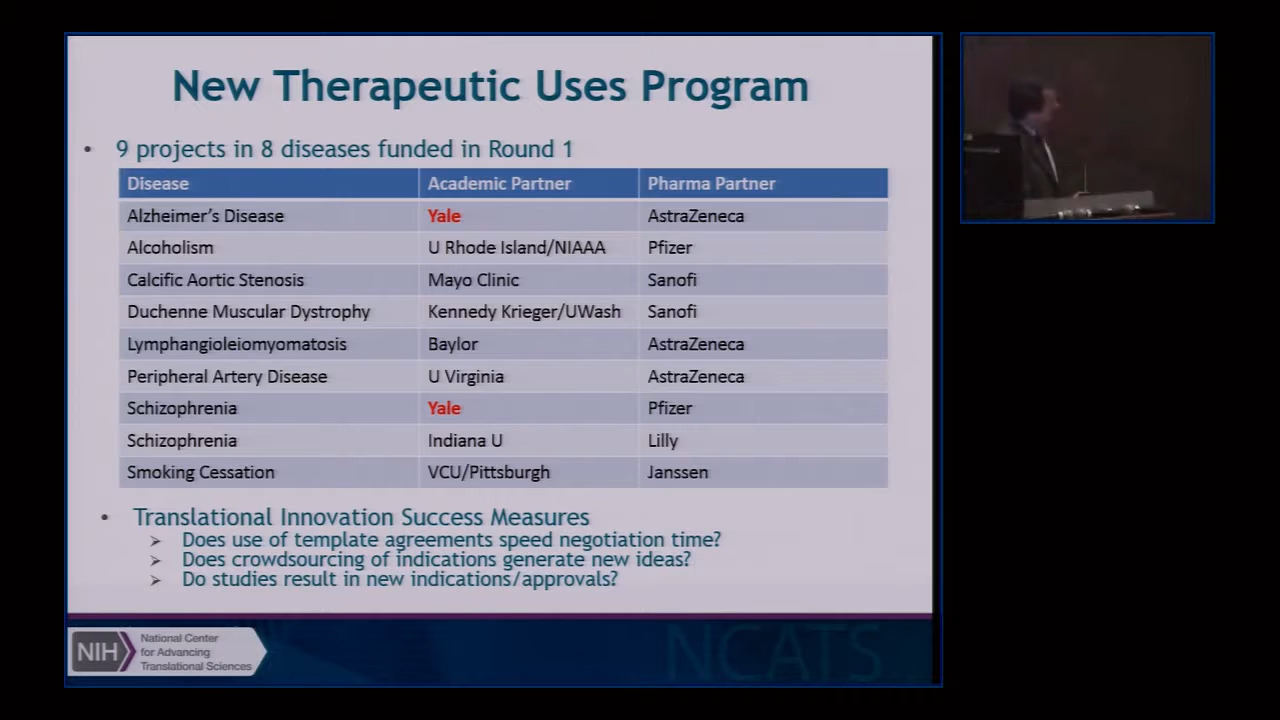 New Therapeutic Uses Program
• 9 projects in 8 diseases funded in Round 1
Disease Academic Partner Pharma Partner
Alzheimer's Disease Yale AstraZeneca
Alcoholism U Rhode Island/NIAAA Pfizer
Calcific Aortic Stenosis Mayo Clinic Sanofi
Duchenne Muscular Dystrophy Kennedy Krieger/UWash Sanofi
Lymphangioleiomyomatosis Baylor AstraZeneca
Peripheral Artery Disease U Virginia AstraZeneca
Schizophrenia Yale Pfizer
Schizophrenia Indiana U Lilly
Smoking Cessation VCU/Pittsburgh Janssen
• Translational Innovation Success Measures
➢ Does use of template agreements speed negotiation time?
➢ Does crowdsourcing of indications generate new ideas?
➢ Do studies result in new indications/approvals?
NIH
National Center
for Advancing
Translational Sciences
NCATS